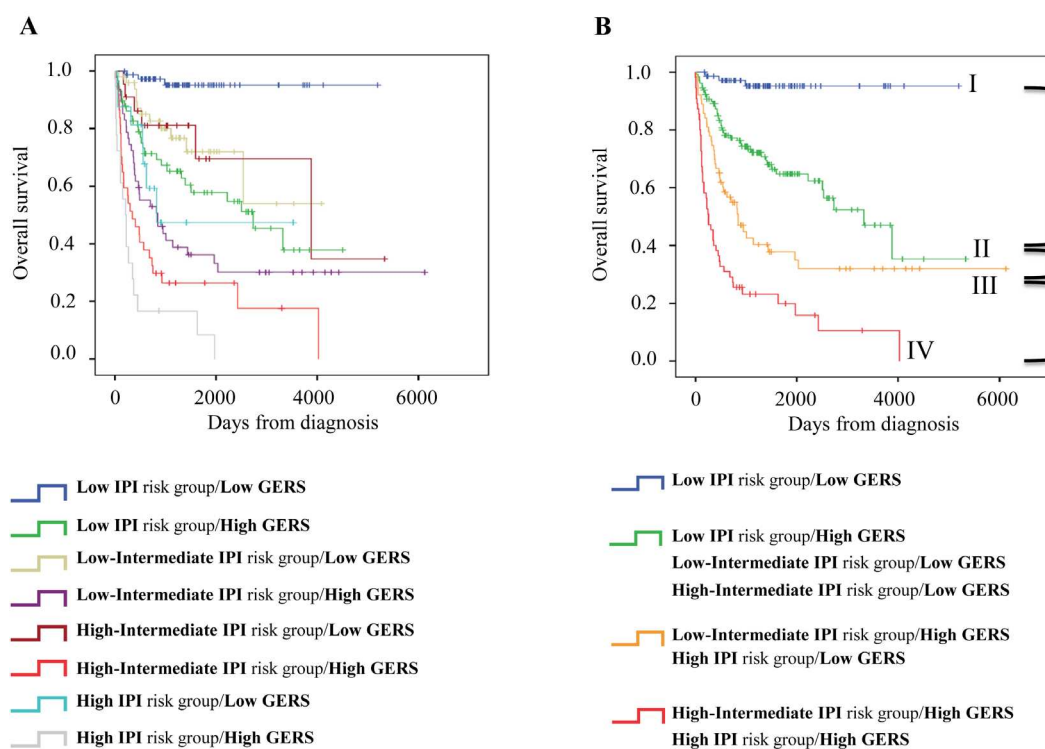 A
Overall survival
1.0
0.8
0.6
0.4
0.2
0.0
0 2000 4000 6000
Days from diagnosis
Low IPI risk group/Low GERS
Low IPI risk group/High GERS
Low-Intermediate IPI risk group/Low GERS
Low-Intermediate IPI risk group/High GERS
High-Intermediate IPI risk group/Low GERS
High-Intermediate IPI risk group/High GERS
High IPI risk group/Low GERS
High IPI risk group/High GERS
B
Overall survival
1.0
0.8
0.6
0.4
0.2
0.0
I
II
III
IV
0 2000 4000 6000
Days from diagnosis
Low IPI risk group/Low GERS
Low IPI risk group/High GERS
Low-Intermediate IPI risk group/Low GERS
High-Intermediate IPI risk group/Low GERS
Low-Intermediate IPI risk group/High GERS
High IPI risk group/Low GERS
High-Intermediate IPI risk group/High GERS
High IPI risk group/High GERS